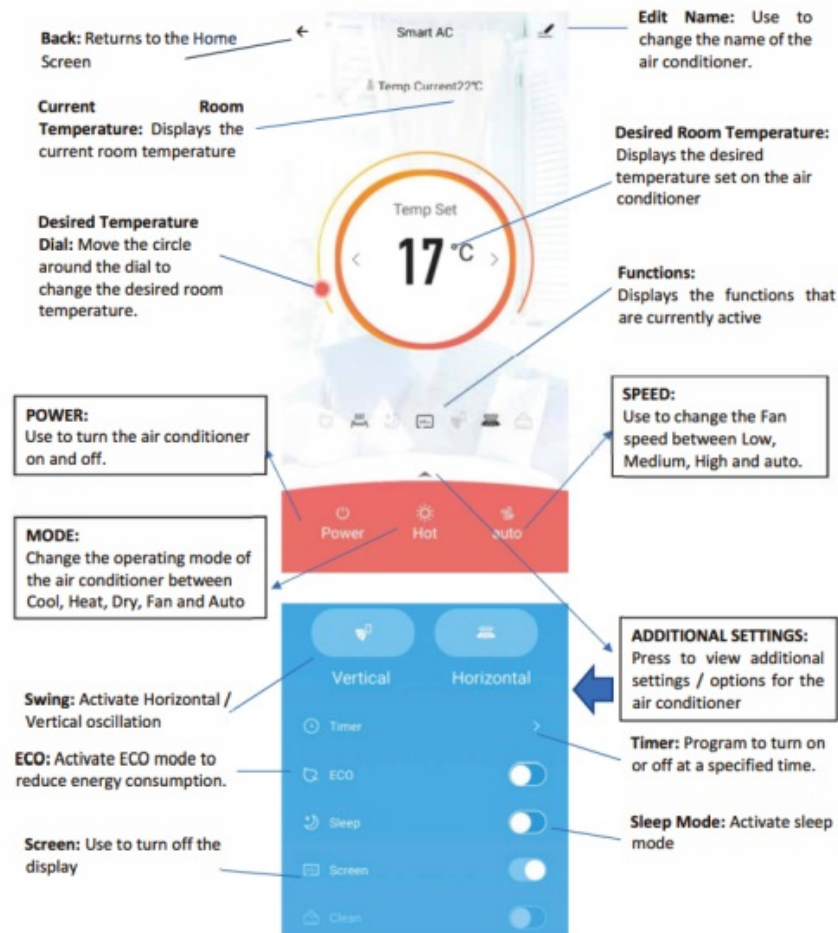 Back: Returns to the Home
Screen
Current Room
Temperature: Displays the
current room temperature
Desired Temperature
Dial: Move the circle
around the dial to
change the desired room
temperature.
Smart AC
Temp Current22°C
Temp Set
17°C
Edit Name: Use to
change the name of the
air conditioner.
Desired Room Temperature:
Displays the desired
temperature set on the air
conditioner
Functions:
Displays the functions that
are currently active
POWER:
Use to turn the air conditioner
on and off.
MODE:
Change the operating mode of
the air conditioner between
Cool, Heat, Dry, Fan and Auto
Power
Hot
auto
SPEED:
Use to change the Fan
speed between Low,
Medium, High and auto.
ADDITIONAL SETTINGS:
Press to view additional
settings / options for the
air conditioner
Vertical
Horizontal
Swing: Activate Horizontal /
Vertical oscillation
ECO: Activate ECO mode to
reduce energy consumption.
Screen: Use to turn off the
display
Timer
ECO
Sleep
Screen
Clean
Timer: Program to turn on
or off at a specified time.
Sleep Mode: Activate sleep
mode